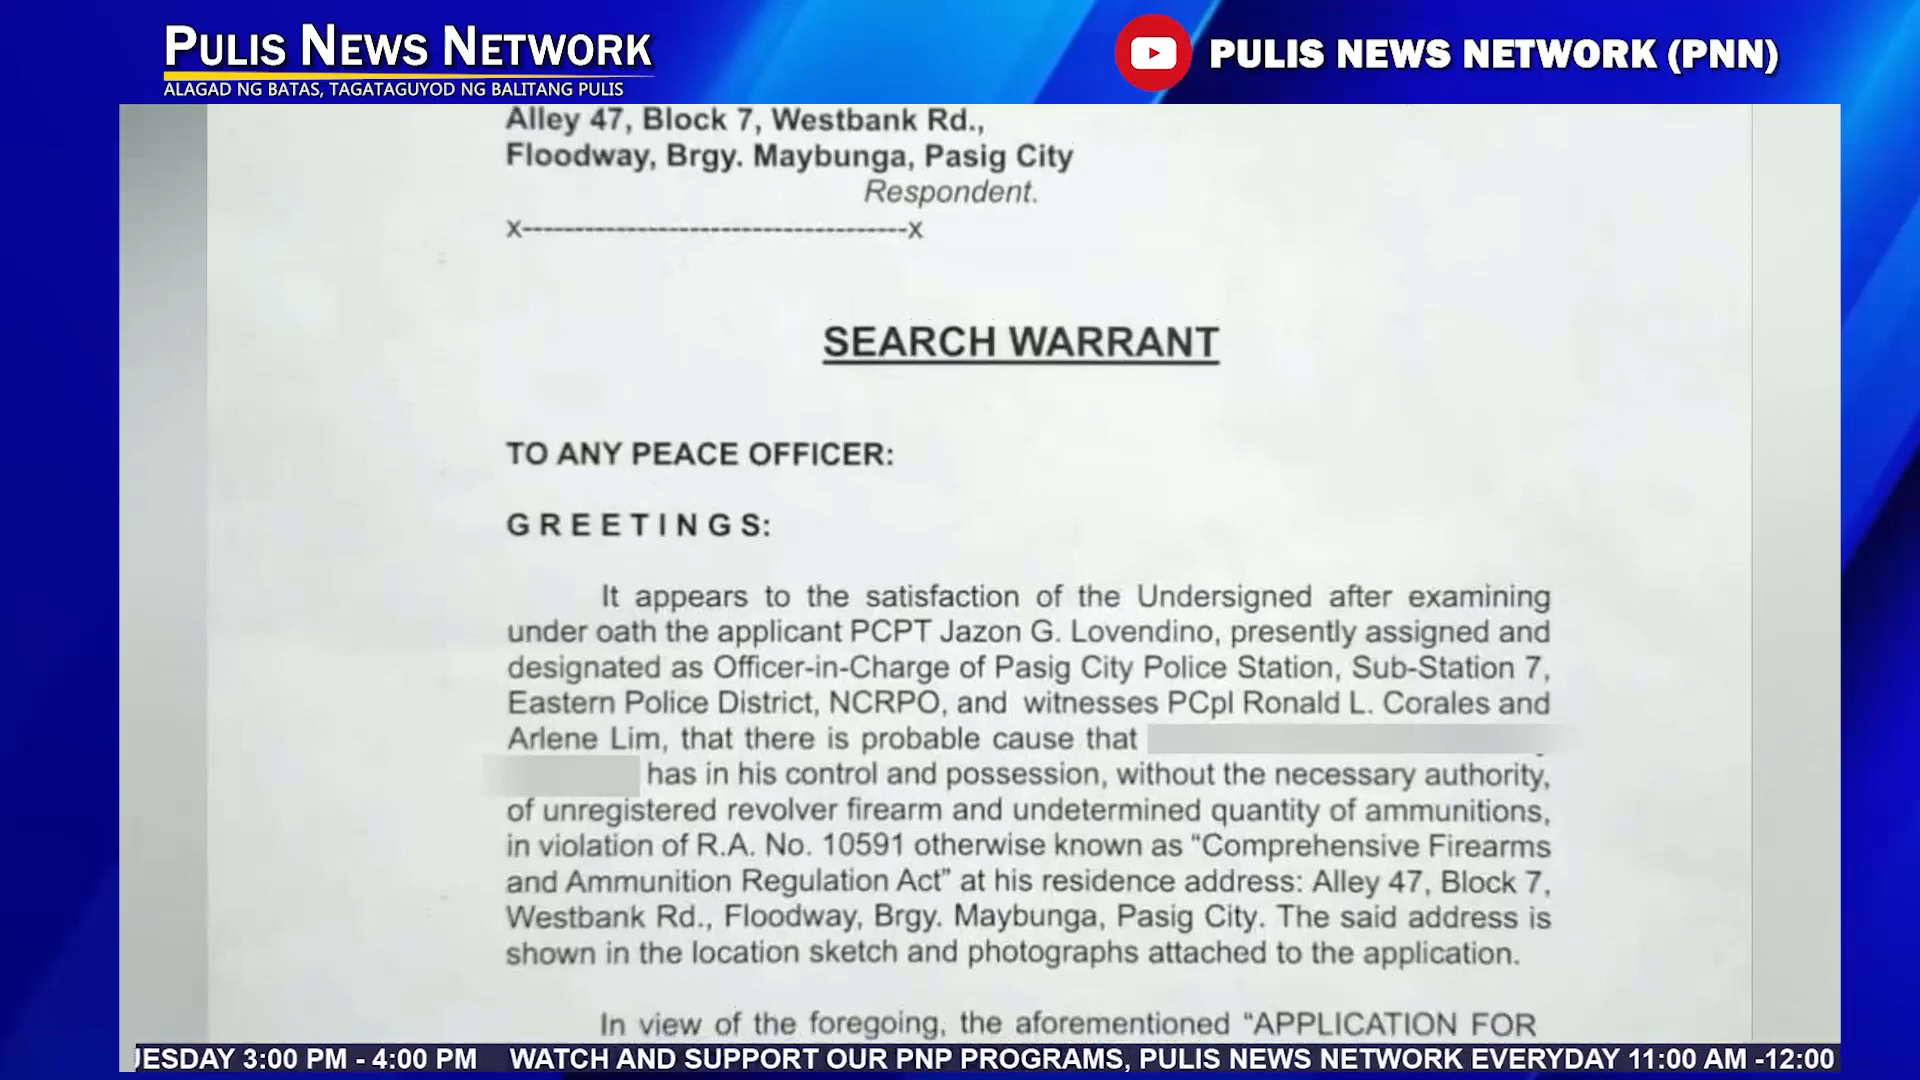 PULIS NEWS NETWORK
ALAGAD NG BATAS, TAGATAGUYOD NG BALITANG PULIS
PULIS NEWS NETWORK (PNN)
Alley 47, Block 7, Westbank Rd.,
Floodway, Brgy. Maybunga, Pasig City
Respondent.
x-------------------------------------x
SEARCH WARRANT
TO ANY PEACE OFFICER:
G R E E T I N G S:
It appears to the satisfaction of the Undersigned after examining
under oath the applicant PCPT Jazon G. Lovendino, presently assigned and
designated as Officer-in-Charge of Pasig City Police Station, Sub-Station 7,
Eastern Police District, NCRPO, and witnesses PCpl Ronald L. Corales and
Arlene Lim, that there is probable cause that
has in his control and possession, without the necessary authority,
of unregistered revolver firearm and undetermined quantity of ammunitions,
in violation of R.A. No. 10591 otherwise known as “Comprehensive Firearms
and Ammunition Regulation Act” at his residence address: Alley 47, Block 7,
Westbank Rd., Floodway, Brgy. Maybunga, Pasig City. The said address is
shown in the location sketch and photographs attached to the application.
In view of the foregoing, the aforementioned “APPLICATION FOR
UESDAY 3:00 PM - 4:00 PM WATCH AND SUPPORT OUR PNP PROGRAMS, PULIS NEWS NETWORK EVERYDAY 11:00 AM -12:00